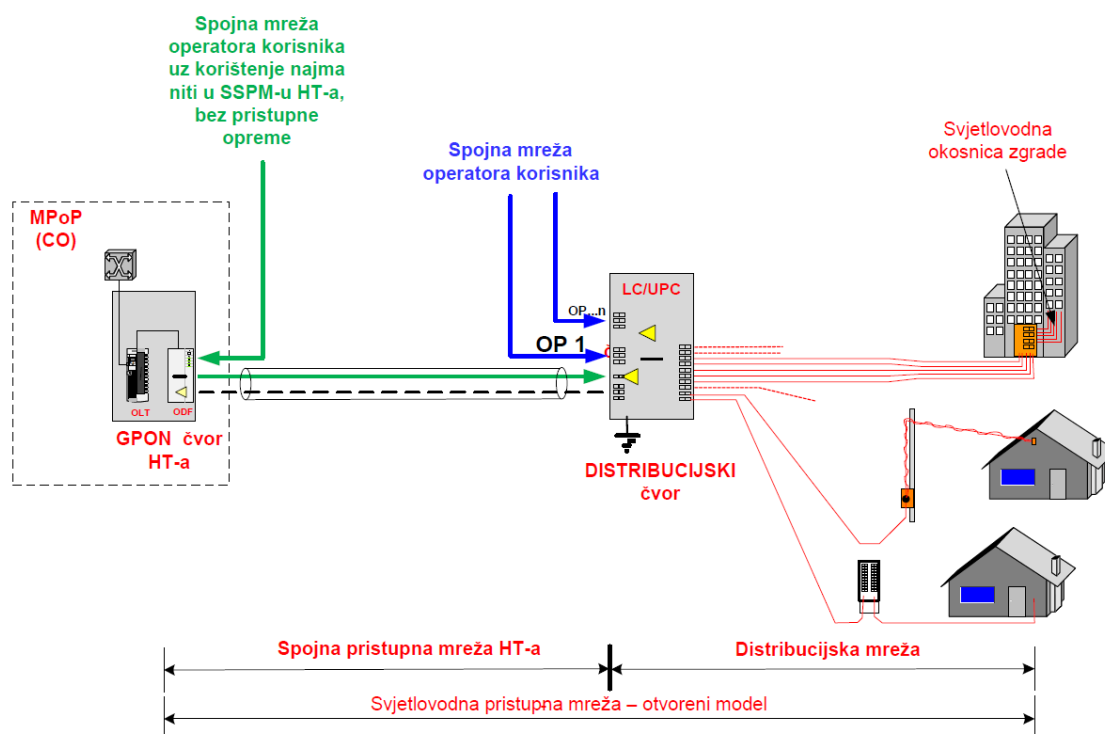 Spojna mreža
operatora korisnika
uz korištenje najma
niti u SSPM-u HT-a,
bez pristupne
opreme
Spojna mreža
operatora korisnika
Svjetlovodna
okosnica zgrade
MPoP
(CO)
LC/UPC
OP...n
OP 1
OLT
ODF
GPON čvor
HT-a
DISTRIBUCIJSKI
čvor
Spojna pristupna mreža HT-a
Distribucijska mreža
Svjetlovodna pristupna mreža – otvoreni model